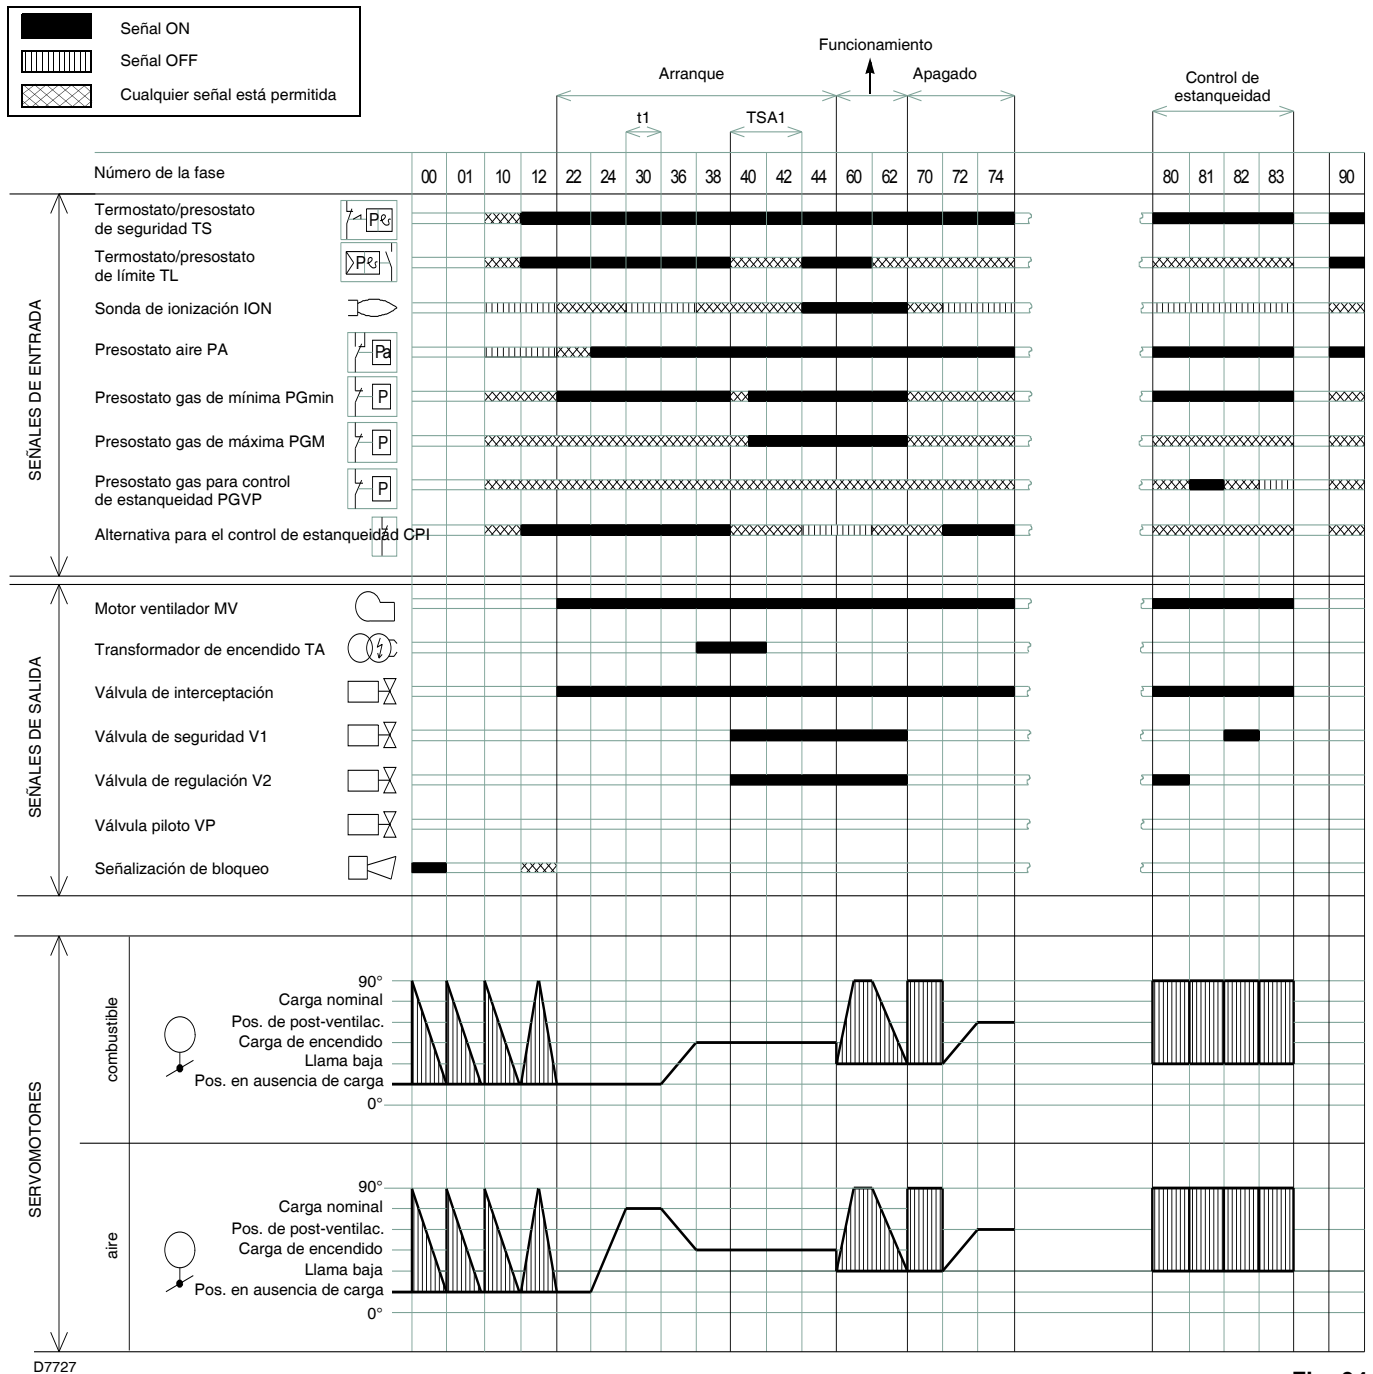 Señal ON
Señal OFF
Cualquier señal está permitida
Funcionamiento
Arranque
Apagado
Control de
estanqueidad
t1
TSA1
Número de la fase
00 01 10 12 22 24 30 36 38 40 42 44 60 62 70 72 74 80 81 82 83 90
SEÑALES DE ENTRADA
Termostato/presostato
de seguridad TS
P
Termostato/presostato
de límite TL
P
Sonda de ionización ION
Presostato aire PA
Pa
Presostato gas de mínima PGmin
P
Presostato gas de máxima PGM
P
Presostato gas para control
de estanqueidad PGVP
P
Alternativa para el control de estanqueidad CPI
SEÑALES DE SALIDA
Motor ventilador MV
Transformador de encendido TA
Válvula de interceptación
Válvula de seguridad V1
Válvula de regulación V2
Válvula piloto VP
Señalización de bloqueo
SERVOMOTORES
combustible
90°
Carga nominal
Pos. de post-ventilac.
Carga de encendido
Llama baja
Pos. en ausencia de carga
0°
aire
90°
Carga nominal
Pos. de post-ventilac.
Carga de encendido
Llama baja
Pos. en ausencia de carga
0°
D7727